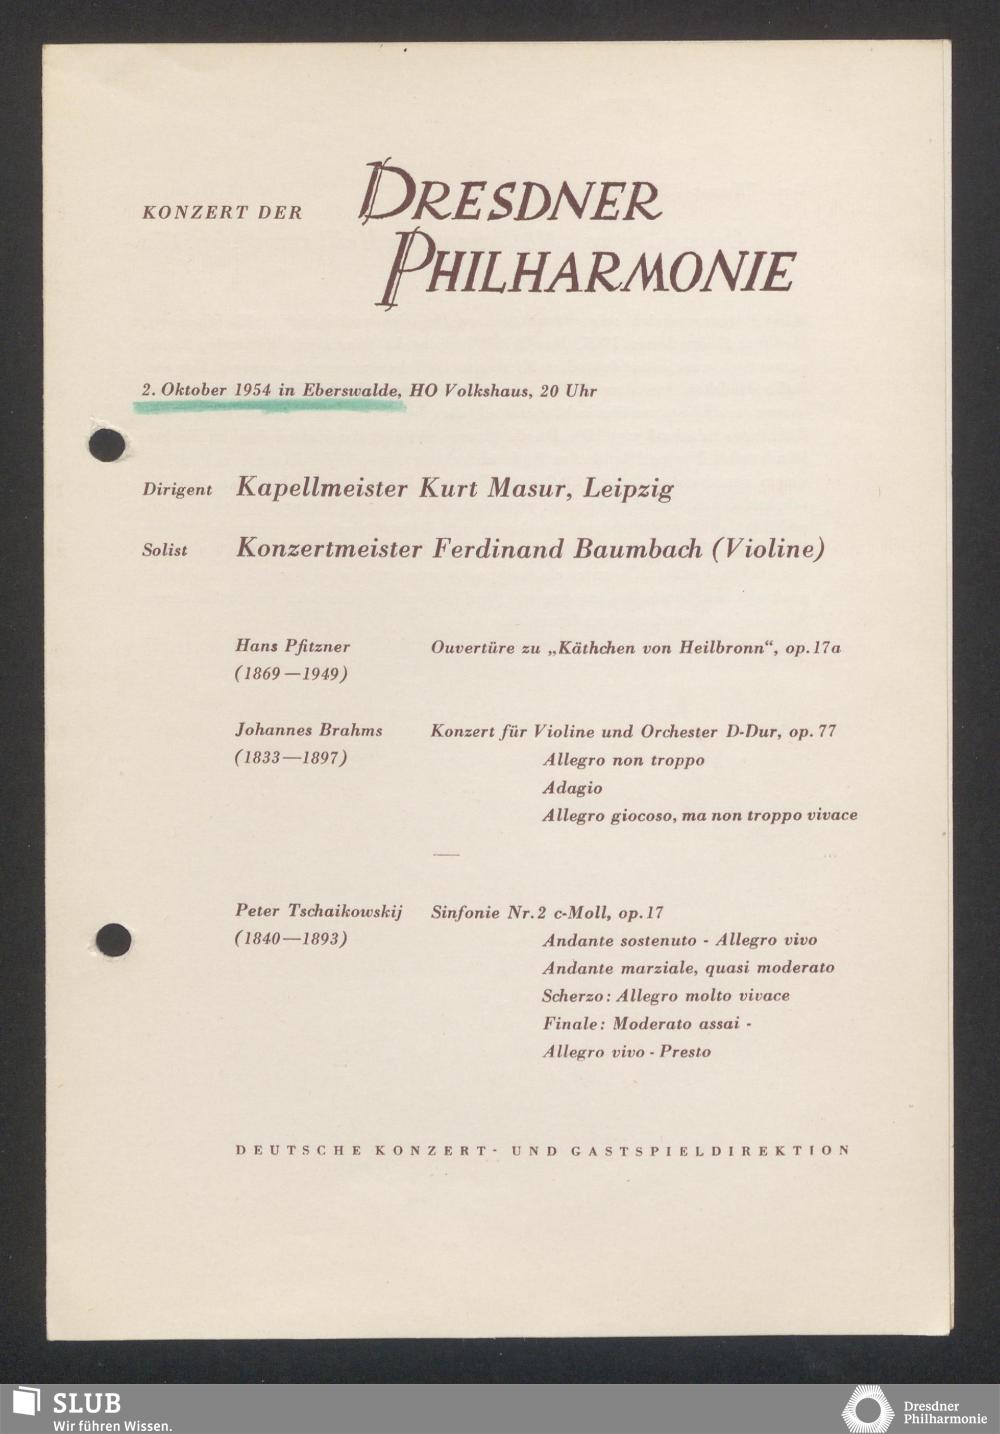 KONZERT DER DRESDNER
PHILHARMONIE
2. Oktober 1954 in Eberswalde, HO Volkshaus, 20 Uhr
Dirigent Kapellmeister Kurt Masur, Leipzig
Solist Konzertmeister Ferdinand Baumbach (Violine)
Hans Pfitzner Ouvertüre zu „Käthchen von Heilbronn“, op.17a
(1869—1949)
Johannes Brahms Konzert für Violine und Orchester D-Dur, op. 77
(1833—1897) Allegro non troppo
Adagio
Allegro giocoso, ma non troppo vivace
Peter Tschaikowskij Sinfonie Nr. 2 c-Moll, op. 17
(1840—1893) Andante sostenuto - Allegro vivo
Andante marziale, quasi moderato
Scherzo: Allegro molto vivace
Finale: Moderato assai -
Allegro vivo - Presto
DEUTSCHE KONZERT- UND GASTSPIELDIREKTION
SLUB
Wir führen Wissen.
Dresdner
Philharmonie